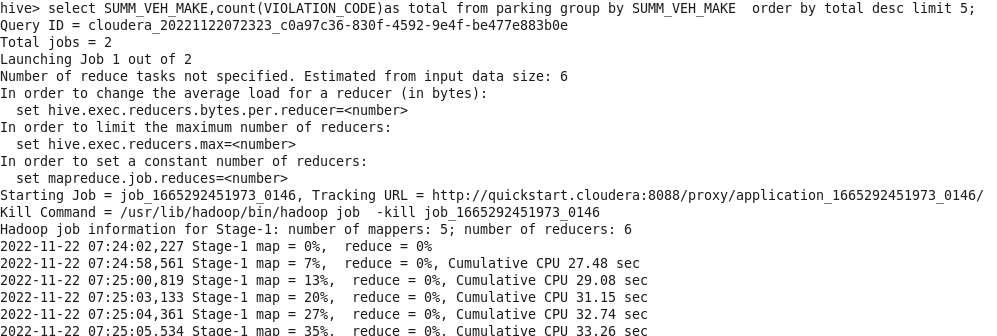 hive> select SUMM_VEH_MAKE,count(VIOLATION_CODE)as total from parking group by SUMM_VEH_MAKE  order by total desc limit 5;
Query ID = cloudera_20221122072323_c0a97c36-830f-4592-9e4f-be477e883b0e
Total jobs = 2
Launching Job 1 out of 2
Number of reduce tasks not specified. Estimated from input data size: 6
In order to change the average load for a reducer (in bytes):
  set hive.exec.reducers.bytes.per.reducer=<number>
In order to limit the maximum number of reducers:
  set hive.exec.reducers.max=<number>
In order to set a constant number of reducers:
  set mapreduce.job.reduces=<number>
Starting Job = job_1665292451973_0146, Tracking URL = http://quickstart.cloudera:8088/proxy/application_1665292451973_0146/
Kill Command = /usr/lib/hadoop/bin/hadoop job  -kill job_1665292451973_0146
Hadoop job information for Stage-1: number of mappers: 5; number of reducers: 6
2022-11-22 07:24:02,227 Stage-1 map = 0%,  reduce = 0%
2022-11-22 07:24:58,561 Stage-1 map = 7%,  reduce = 0%, Cumulative CPU 27.48 sec
2022-11-22 07:25:00,819 Stage-1 map = 13%,  reduce = 0%, Cumulative CPU 29.08 sec
2022-11-22 07:25:03,133 Stage-1 map = 20%,  reduce = 0%, Cumulative CPU 31.15 sec
2022-11-22 07:25:04,361 Stage-1 map = 27%,  reduce = 0%, Cumulative CPU 32.74 sec
2022-11-22 07:25:05,534 Stage-1 map = 35%,  reduce = 0%, Cumulative CPU 33.26 sec